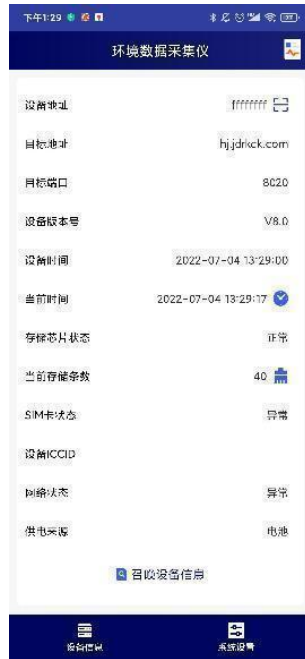 下午1:29
环境数据采集仪
设备地址 ffffffff
目标地址 hj.jdrkck.com
目标端口 8020
设备版本号 V8.0
设备时间 2022-07-04 13:29:00
当前时间 2022-07-04 13:29:17
存储芯片状态 正常
当前存储条数 40
SIM卡状态 异常
设备ICCID
网络状态 异常
供电来源 电池
召唤设备信息
设备信息 系统设置